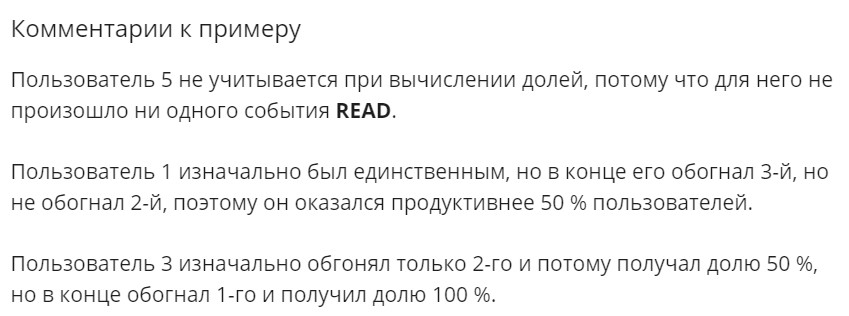 Комментарии к примеру
Пользователь 5 не учитывается при вычислении долей, потому что для него не
произошло ни одного события READ.
Пользователь 1 изначально был единственным, но в конце его обогнал 3-й, но
не обогнал 2-й, поэтому он оказался продуктивнее 50 % пользователей.
Пользователь 3 изначально обгонял только 2-го и потому получал долю 50 %,
но в конце обогнал 1-го и получил долю 100 %.